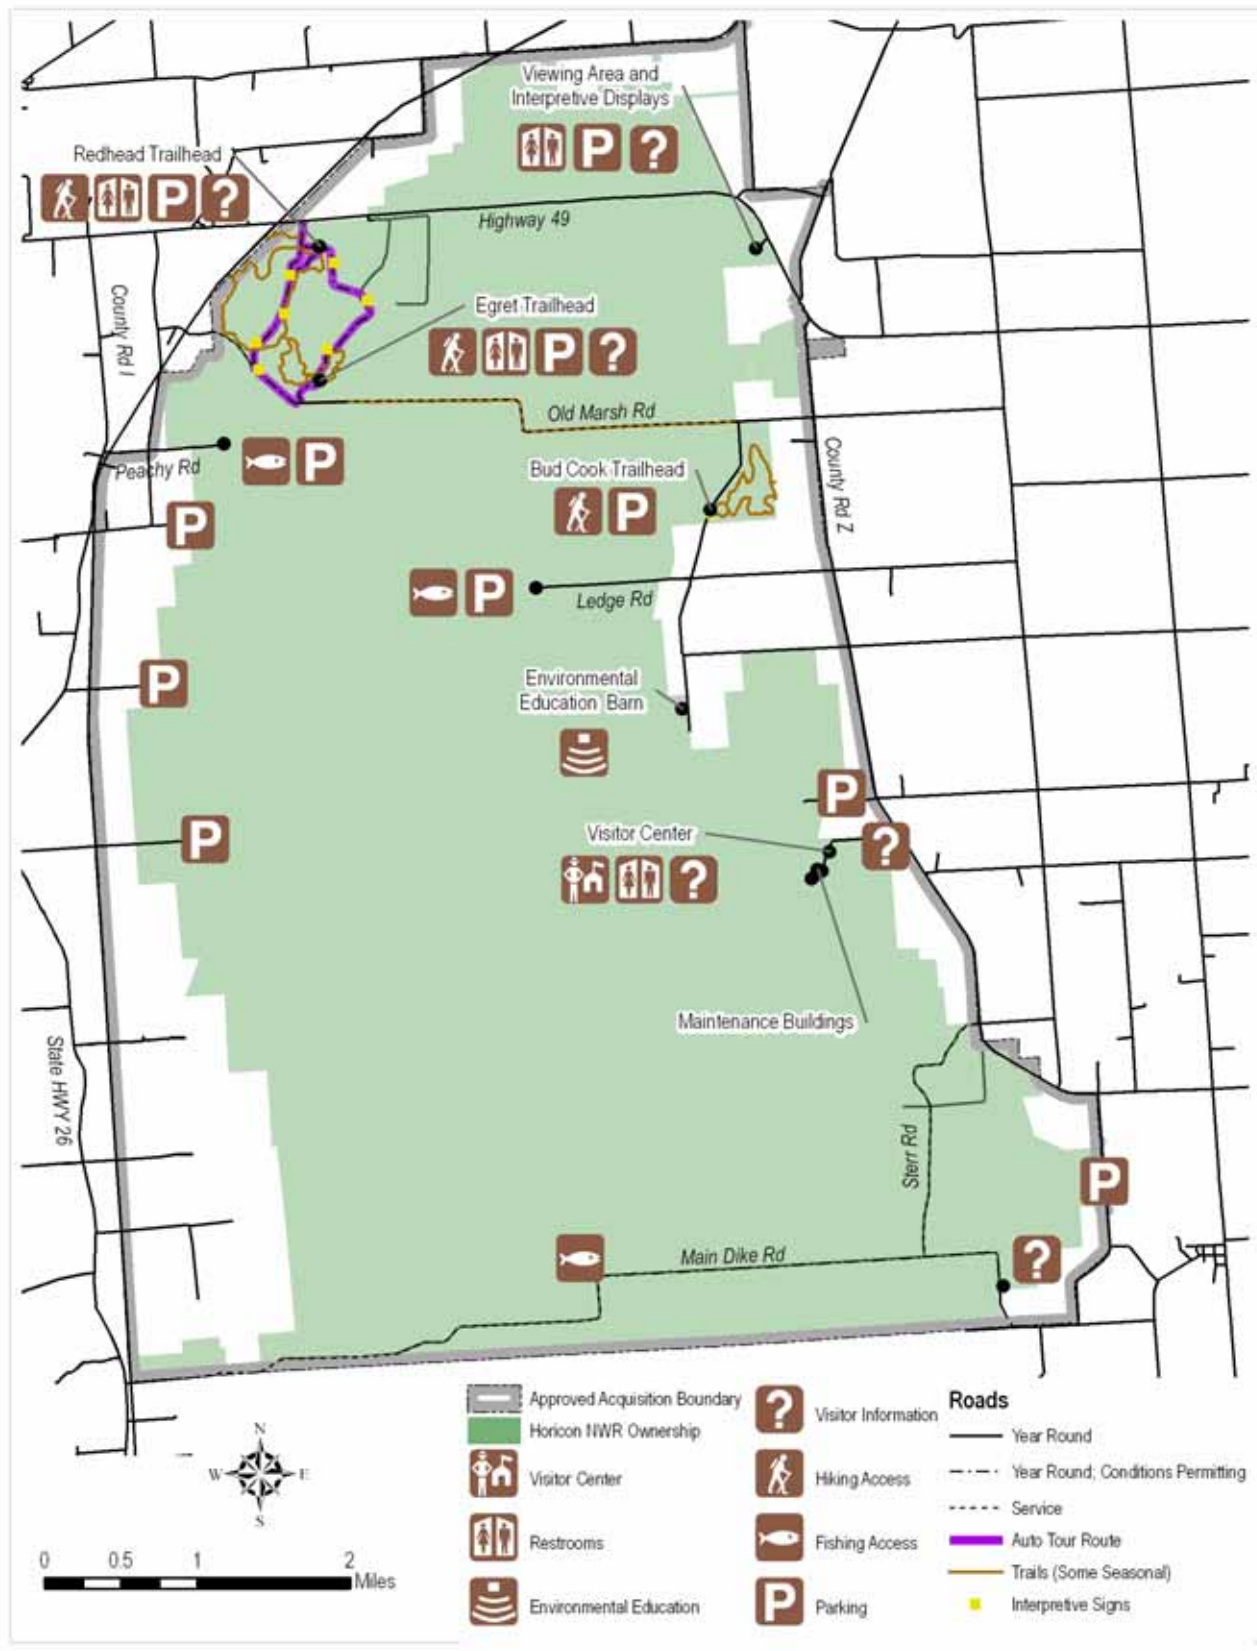 Viewing Area and
Interpretive Displays
P ?
Redhead Trailhead
P ?
Highway 49
County Rd I
Egret Trailhead
P ?
Old Marsh Rd
Peachy Rd
P
Bud Cook Trailhead
P
County Rd Z
P
P
Ledge Rd
Environmental
Education Barn
P
P
Visitor Center
?
P
?
Maintenance Buildings
State HWY 26
Sterr Rd
P
Main Dike Rd
?
Approved Acquisition Boundary
Horicon NWR Ownership
Visitor Center
Restrooms
Environmental Education
? Visitor Information
Hiking Access
Fishing Access
P Parking
Roads
Year Round
Year Round; Conditions Permitting
Service
Auto Tour Route
Trails (Some Seasonal)
Interpretive Signs
N
W E
S
0 0.5 1 2
Miles